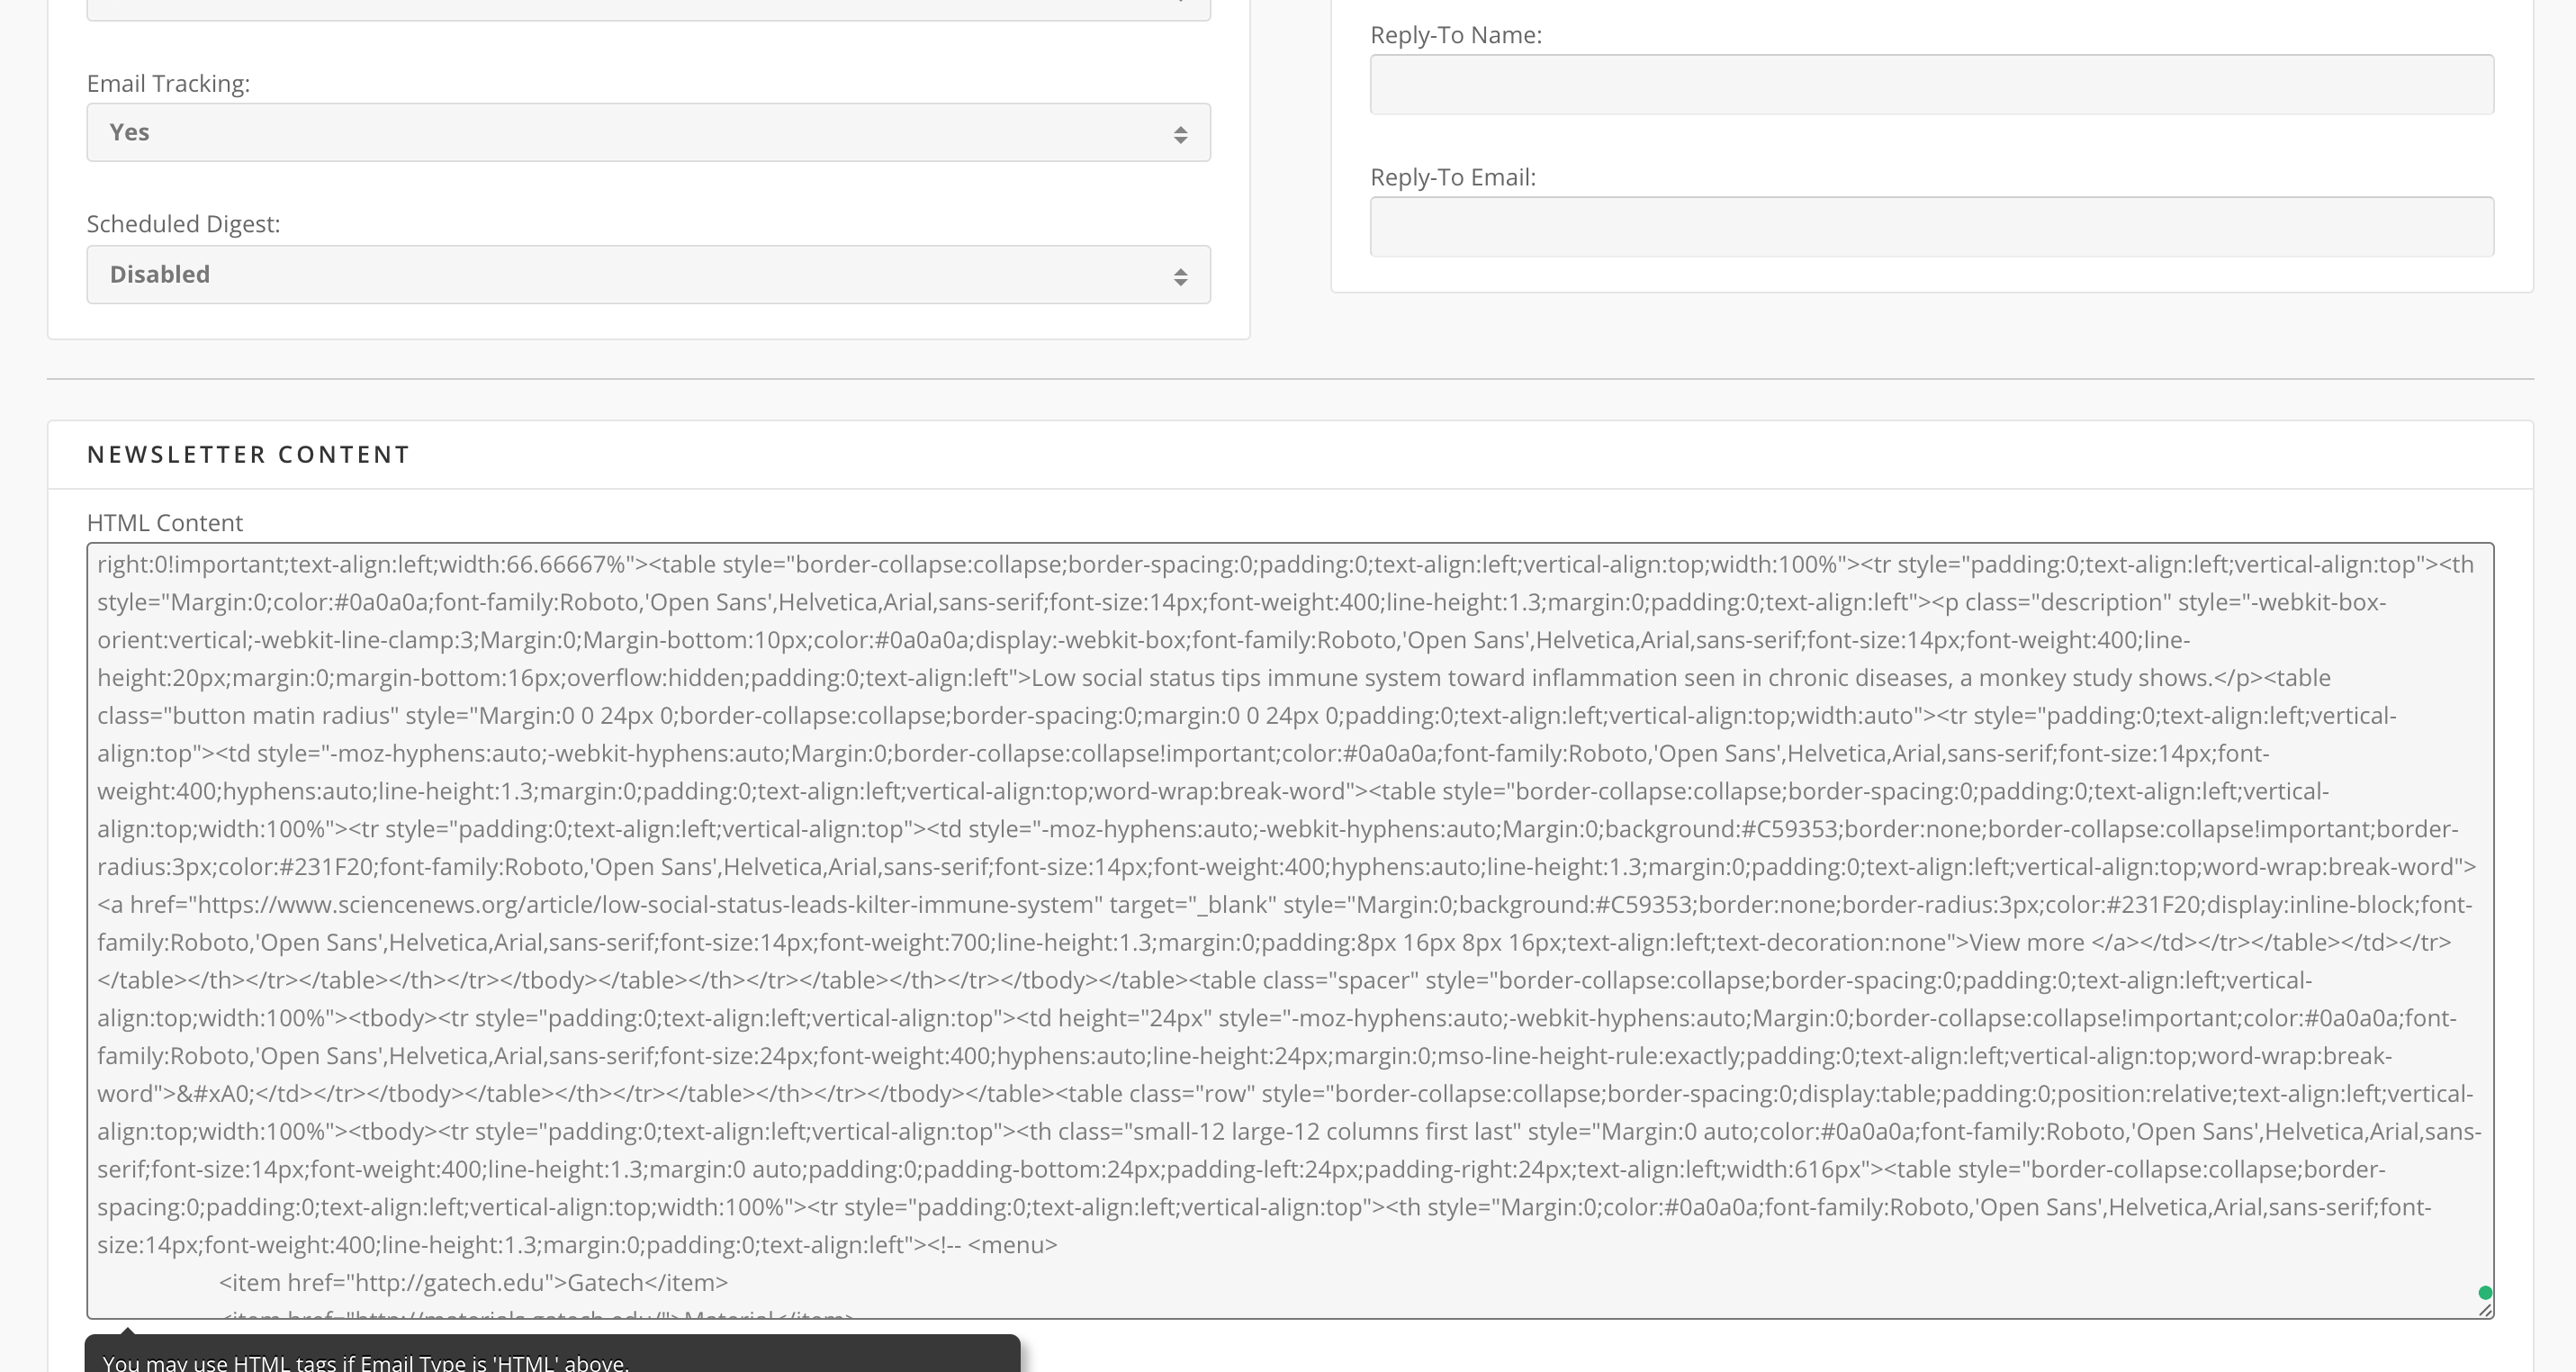 Email Tracking:
Yes
Scheduled Digest:
Disabled
Reply-To Name:
Reply-To Email:
NEWSLETTER CONTENT
HTML Content
right:0!important;text-align:left;width:66.66667%"><table style="border-collapse:collapse;border-spacing:0;padding:0;text-align:left;vertical-align:top;width:100%"><tr style="padding:0;text-align:left;vertical-align:top"><th
style="Margin:0;color:#0a0a0a;font-family:Roboto,'Open Sans',Helvetica,Arial,sans-serif;font-size:14px;font-weight:400;line-height:1.3;margin:0;padding:0;text-align:left"><p class="description" style="-webkit-box-
orient:vertical;-webkit-line-clamp:3;Margin:0;Margin-bottom:10px;color:#0a0a0a;display:-webkit-box;font-family:Roboto,'Open Sans',Helvetica,Arial,sans-serif;font-size:14px;font-weight:400;line-
height:20px;margin:0;margin-bottom:16px;overflow:hidden;padding:0;text-align:left">Low social status tips immune system toward inflammation seen in chronic diseases, a monkey study shows.</p><table
class="button matin radius" style="Margin:0 0 24px 0;border-collapse:collapse;border-spacing:0;margin:0 0 24px 0;padding:0;text-align:left;vertical-align:top;width:auto"><tr style="padding:0;text-align:left;vertical-
align:top"><td style="-moz-hyphens:auto;-webkit-hyphens:auto;Margin:0;border-collapse:collapse!important;color:#0a0a0a;font-family:Roboto,'Open Sans',Helvetica,Arial,sans-serif;font-size:14px;font-
weight:400;hyphens:auto;line-height:1.3;margin:0;padding:0;text-align:left;vertical-align:top;word-wrap:break-word"><table style="border-collapse:collapse;border-spacing:0;padding:0;text-align:left;vertical-
align:top;width:100%"><tr style="padding:0;text-align:left;vertical-align:top"><td style="-moz-hyphens:auto;-webkit-hyphens:auto;Margin:0;background:#C59353;border:none;border-collapse:collapse!important;border-
radius:3px;color:#231F20;font-family:Roboto,'Open Sans',Helvetica,Arial,sans-serif;font-size:14px;font-weight:400;hyphens:auto;line-height:1.3;margin:0;padding:0;text-align:left;vertical-align:top;word-wrap:break-word">
<a href="https://www.sciencenews.org/article/low-social-status-leads-kilter-immune-system" target="_blank" style="Margin:0;background:#C59353;border:none;border-radius:3px;color:#231F20;display:inline-block;font-
family:Roboto,'Open Sans',Helvetica,Arial,sans-serif;font-size:14px;font-weight:700;line-height:1.3;margin:0;padding:8px 16px 8px 16px;text-align:left;text-decoration:none">View more </a></td></tr></table></td></tr>
</table></th></tr></table></th></tr></tbody></table></th></tr></table></th></tr></tbody></table><table class="spacer" style="border-collapse:collapse;border-spacing:0;padding:0;text-align:left;vertical-
align:top;width:100%"><tbody><tr style="padding:0;text-align:left;vertical-align:top"><td height="24px" style="-moz-hyphens:auto;-webkit-hyphens:auto;Margin:0;border-collapse:collapse!important;color:#0a0a0a;font-
family:Roboto,'Open Sans',Helvetica,Arial,sans-serif;font-size:24px;font-weight:400;hyphens:auto;line-height:24px;margin:0;mso-line-height-rule:exactly;padding:0;text-align:left;vertical-align:top;word-wrap:break-
word">&#xA0;</td></tr></tbody></table></th></tr></table></th></tr></tbody></table><table class="row" style="border-collapse:collapse;border-spacing:0;display:table;padding:0;position:relative;text-align:left;vertical-
align:top;width:100%"><tbody><tr style="padding:0;text-align:left;vertical-align:top"><th class="small-12 large-12 columns first last" style="Margin:0 auto;color:#0a0a0a;font-family:Roboto,'Open Sans',Helvetica,Arial,sans-
serif;font-size:14px;font-weight:400;line-height:1.3;margin:0 auto;padding:0;padding-bottom:24px;padding-left:24px;padding-right:24px;text-align:left;width:616px"><table style="border-collapse:collapse;border-
spacing:0;padding:0;text-align:left;vertical-align:top;width:100%"><tr style="padding:0;text-align:left;vertical-align:top"><th style="Margin:0;color:#0a0a0a;font-family:Roboto,'Open Sans',Helvetica,Arial,sans-serif;font-
size:14px;font-weight:400;line-height:1.3;margin:0;padding:0;text-align:left"><!-- <menu>
<item href="http://gatech.edu">Gatech</item>
<item href="http://materials.gatech.edu/">Material</item>
You may use HTML tags if Email Type is 'HTML' above.